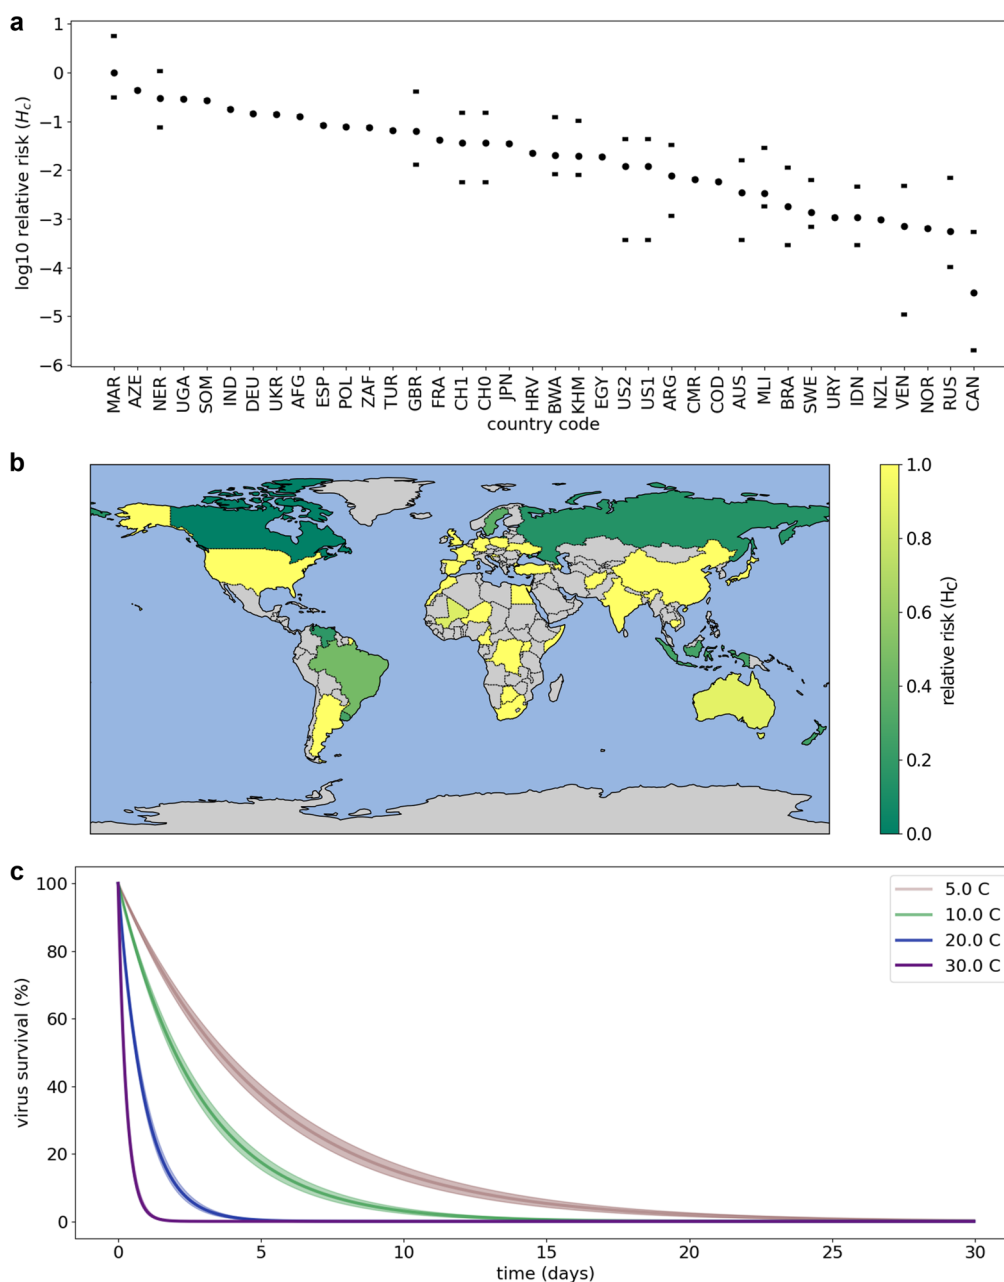 a
log10 relative risk (Hc)
1
0
−1
−2
−3
−4
−5
−6
MAR AZE NER UGA SOM IND DEU UKR AFG ESP POL ZAF TUR GBR FRA CH1 CH0 JPN HRV BWA KHM EGY US2 US1 ARG CMR COD AUS MLI BRA SWE URY IDN NZL VEN NOR RUS CAN
country code
b
1.0
0.8
0.6
0.4
0.2
0.0
relative risk (Hc)
c
virus survival (%)
100
80
60
40
20
0
5.0 C
10.0 C
20.0 C
30.0 C
0 5 10 15 20 25 30
time (days)